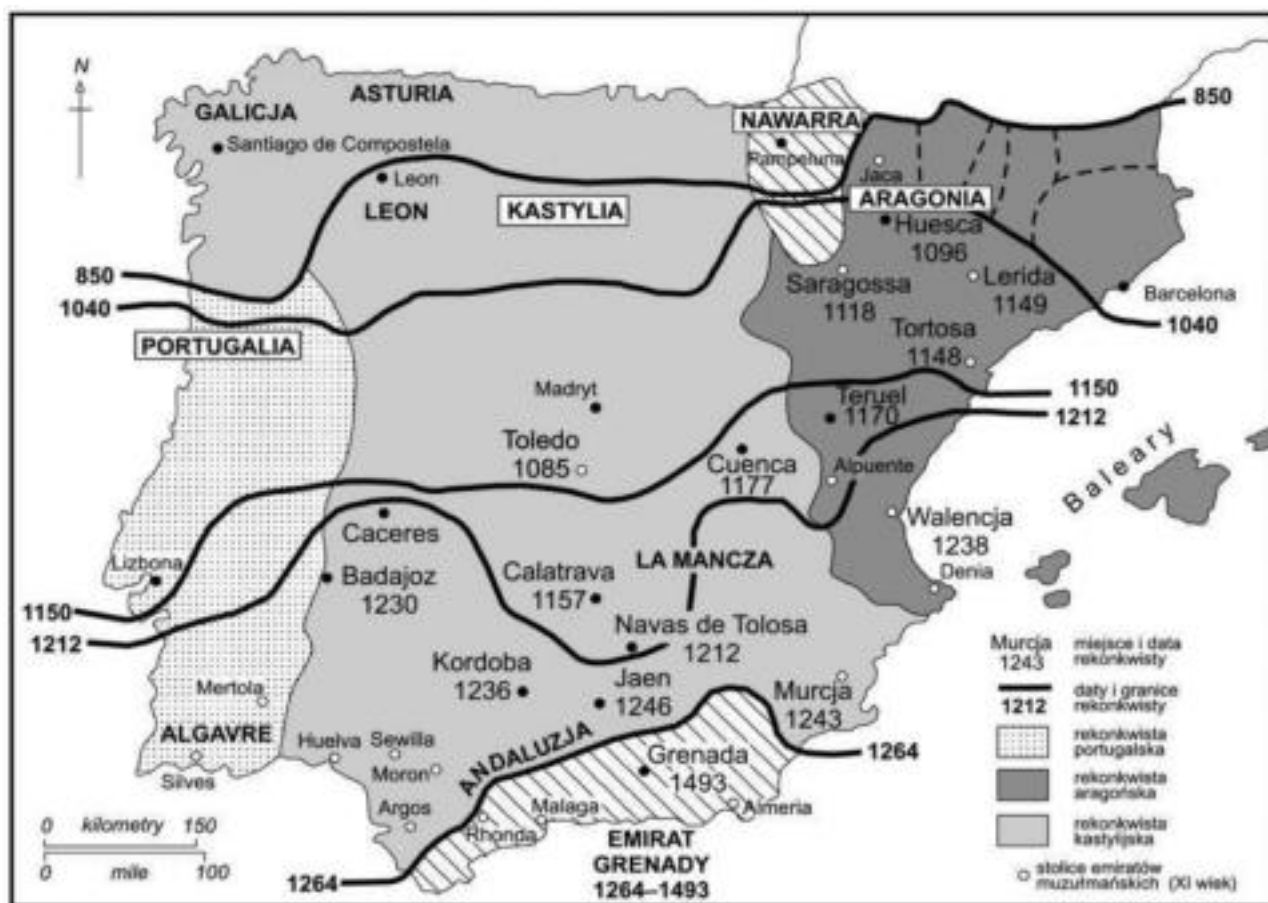 N
850
ASTURIA
GALICJA
Santiago de Compostela
NAWARRA
Pampeluna
Leon
LEON
KASTYLIA
Jaca
ARAGONIA
Huesca
1096
850
1040
Saragossa
1118
Lerida
1149
Barcelona
1040
PORTUGALIA
Tortosa
1148
Madryt
1150
Teruel
1170
1212
Toledo
1085
Cuenca
1177
Alpuente
Baleary
Caceres
Walencja
1238
LA MANCZA
Lizbona
Badajoz
1230
Calatrava
1157
Denia
1150
1212
Navas de Tolosa
1212
Kordoba
1236
Jaen
1246
Murcja
1243
Mertola
ALGAVRE
Huelva
Sewilla
Moron
ANDALUZJA
1264
Silves
Grenada
1493
Argos
Rhonda
Malaga
Almeria
EMIRAT
GRENADY
1264–1493
1264
0 kilometry 150
0 mile 100
Murcja
1243
miejsce i data
rekonkwisty
1212
daty i granice
rekonkwisty
rekonkwista
portugalska
rekonkwista
aragońska
rekonkwista
kastylijska
stolice emiratów
muzułmańskich (XI wiek)